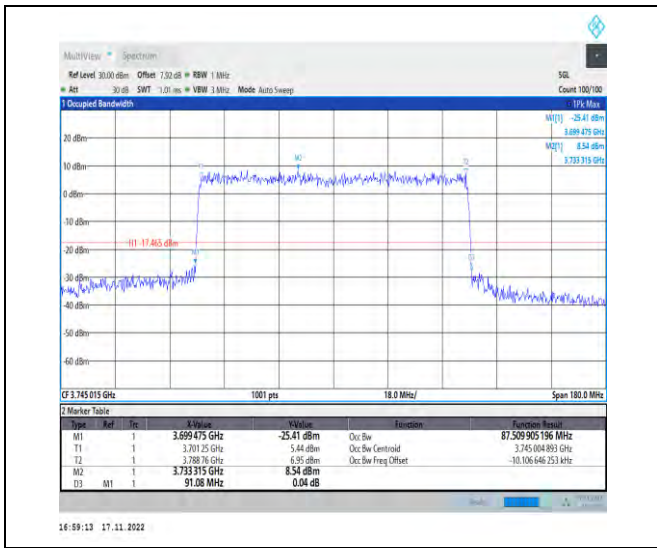 MultiView Spectrum
Ref Level 30.00 dBm Offset 7.92 dB RBW 1 MHz SGL
Att 30 dB SWT 1.01 ms VBW 3 MHz Mode Auto Sweep Count 100/100
1 Occupied Bandwidth 1Pk Max
M1[1] -25.41 dBm
3.699 475 GHz
M2[1] 8.54 dBm
3.733 315 GHz
20 dBm
M2
T1
T2
10 dBm
0 dBm
-10 dBm
H1 -17.465 dBm
-20 dBm
M1
D3
-30 dBm
-40 dBm
-50 dBm
-60 dBm
CF 3.745 015 GHz 1001 pts 18.0 MHz/ Span 180.0 MHz
2 Marker Table
Type Ref Trc X-Value Y-Value Function Function Result
M1 1 3.699 475 GHz -25.41 dBm Occ Bw 87.509 905 196 MHz
T1 1 3.701 25 GHz 5.44 dBm Occ Bw Centroid 3.745 004 893 GHz
T2 1 3.788 76 GHz 6.95 dBm Occ Bw Freq Offset -10.106 646 253 kHz
M2 1 3.733 315 GHz 8.54 dBm
D3 M1 1 91.08 MHz 0.04 dB
16:59:13 17.11.2022